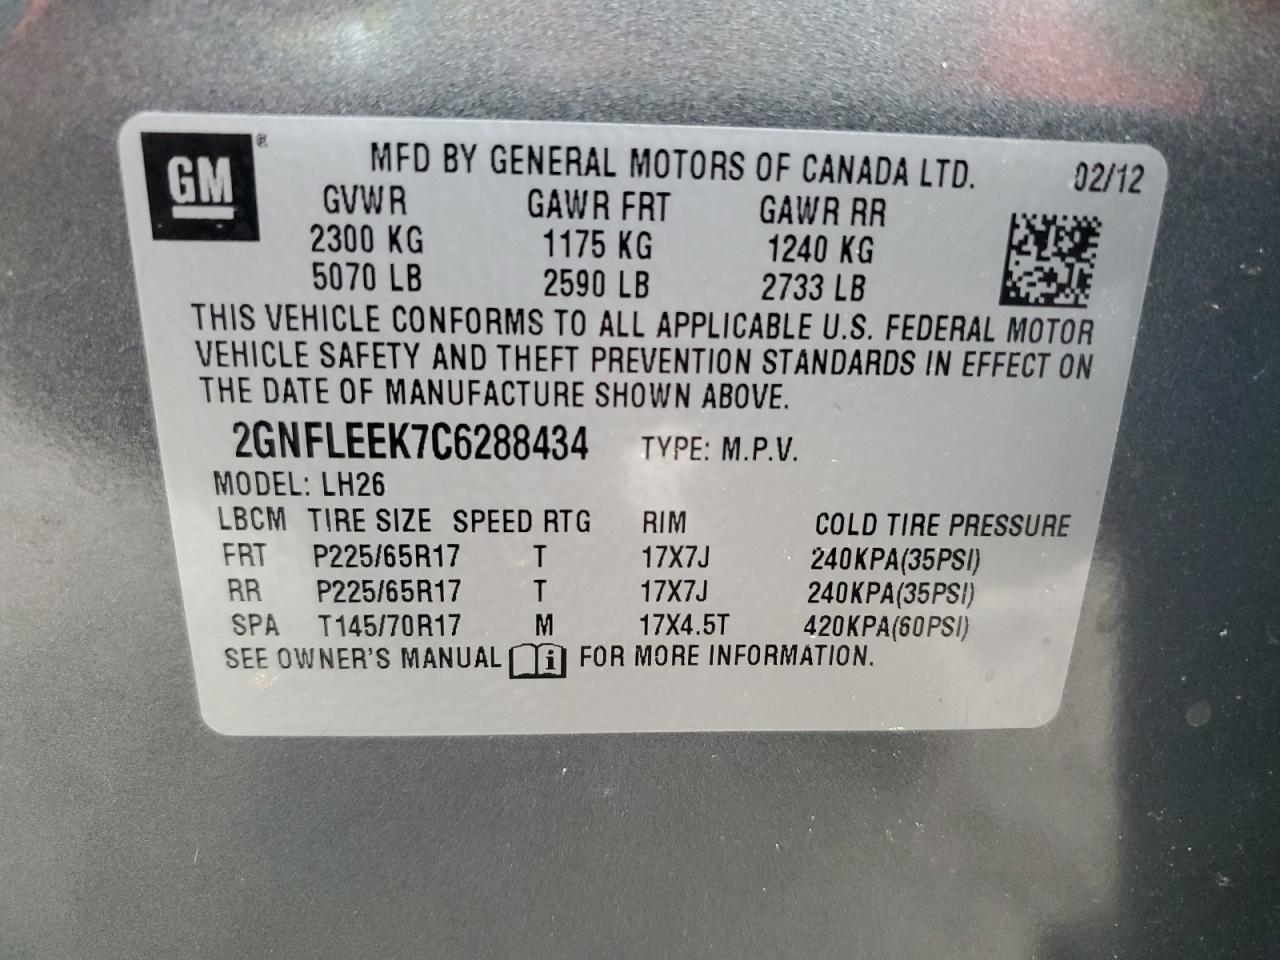 GM ®
MFD BY GENERAL MOTORS OF CANADA LTD. 02/12
GVWR GAWR FRT GAWR RR
2300 KG 1175 KG 1240 KG
5070 LB 2590 LB 2733 LB
THIS VEHICLE CONFORMS TO ALL APPLICABLE U.S. FEDERAL MOTOR
VEHICLE SAFETY AND THEFT PREVENTION STANDARDS IN EFFECT ON
THE DATE OF MANUFACTURE SHOWN ABOVE.
2GNFLEEK7C6288434 TYPE: M.P.V.
MODEL: LH26
LBCM TIRE SIZE SPEED RTG RIM COLD TIRE PRESSURE
FRT P225/65R17 T 17X7J 240KPA(35PSI)
RR P225/65R17 T 17X7J 240KPA(35PSI)
SPA T145/70R17 M 17X4.5T 420KPA(60PSI)
SEE OWNER'S MANUAL i FOR MORE INFORMATION.